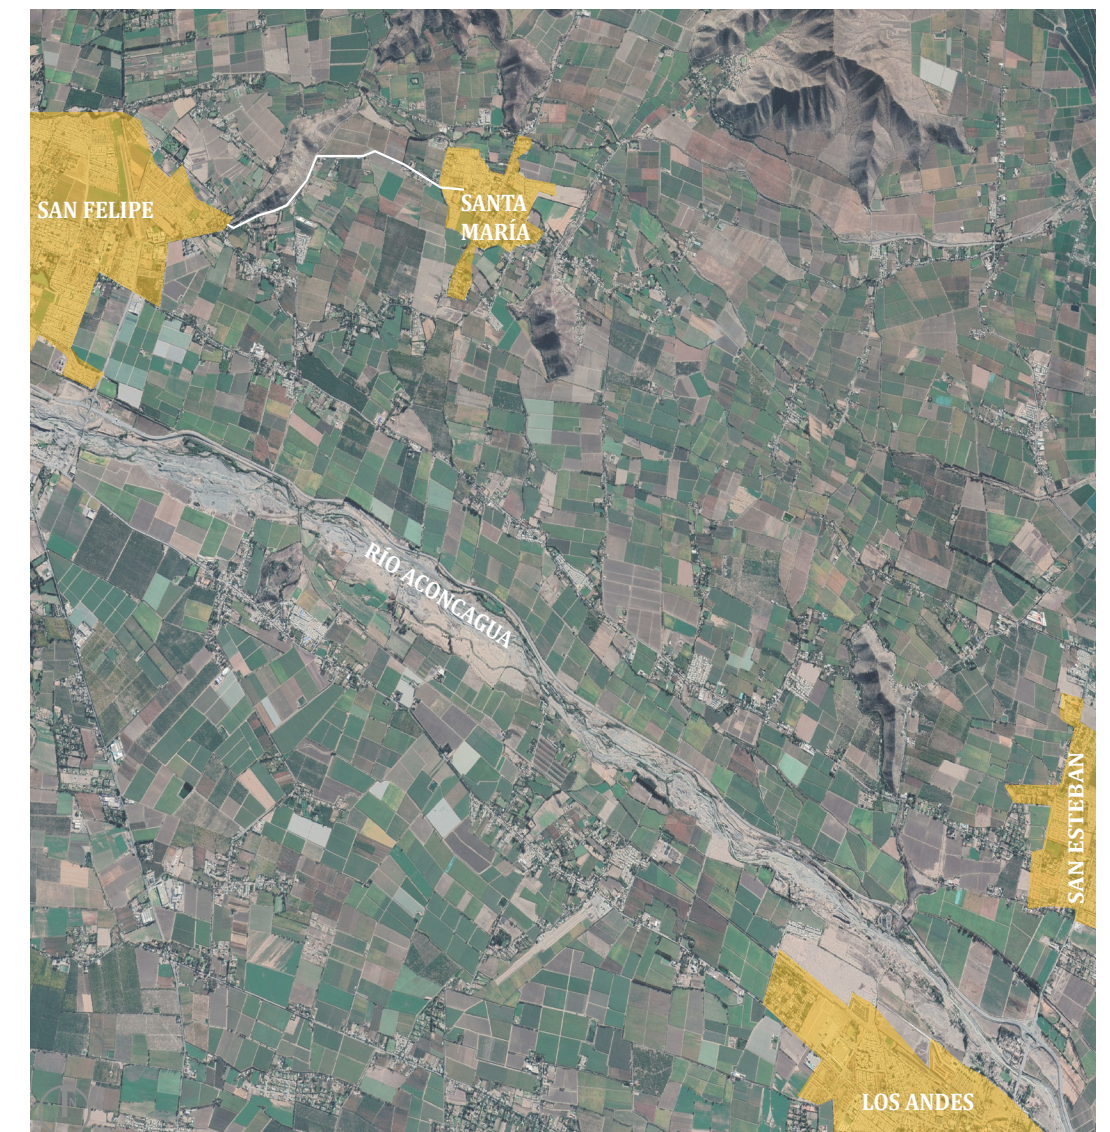 SAN FELIPE
SANTA
MARÍA
RÍO ACONCAGUA
SAN ESTEBAN
LOS ANDES